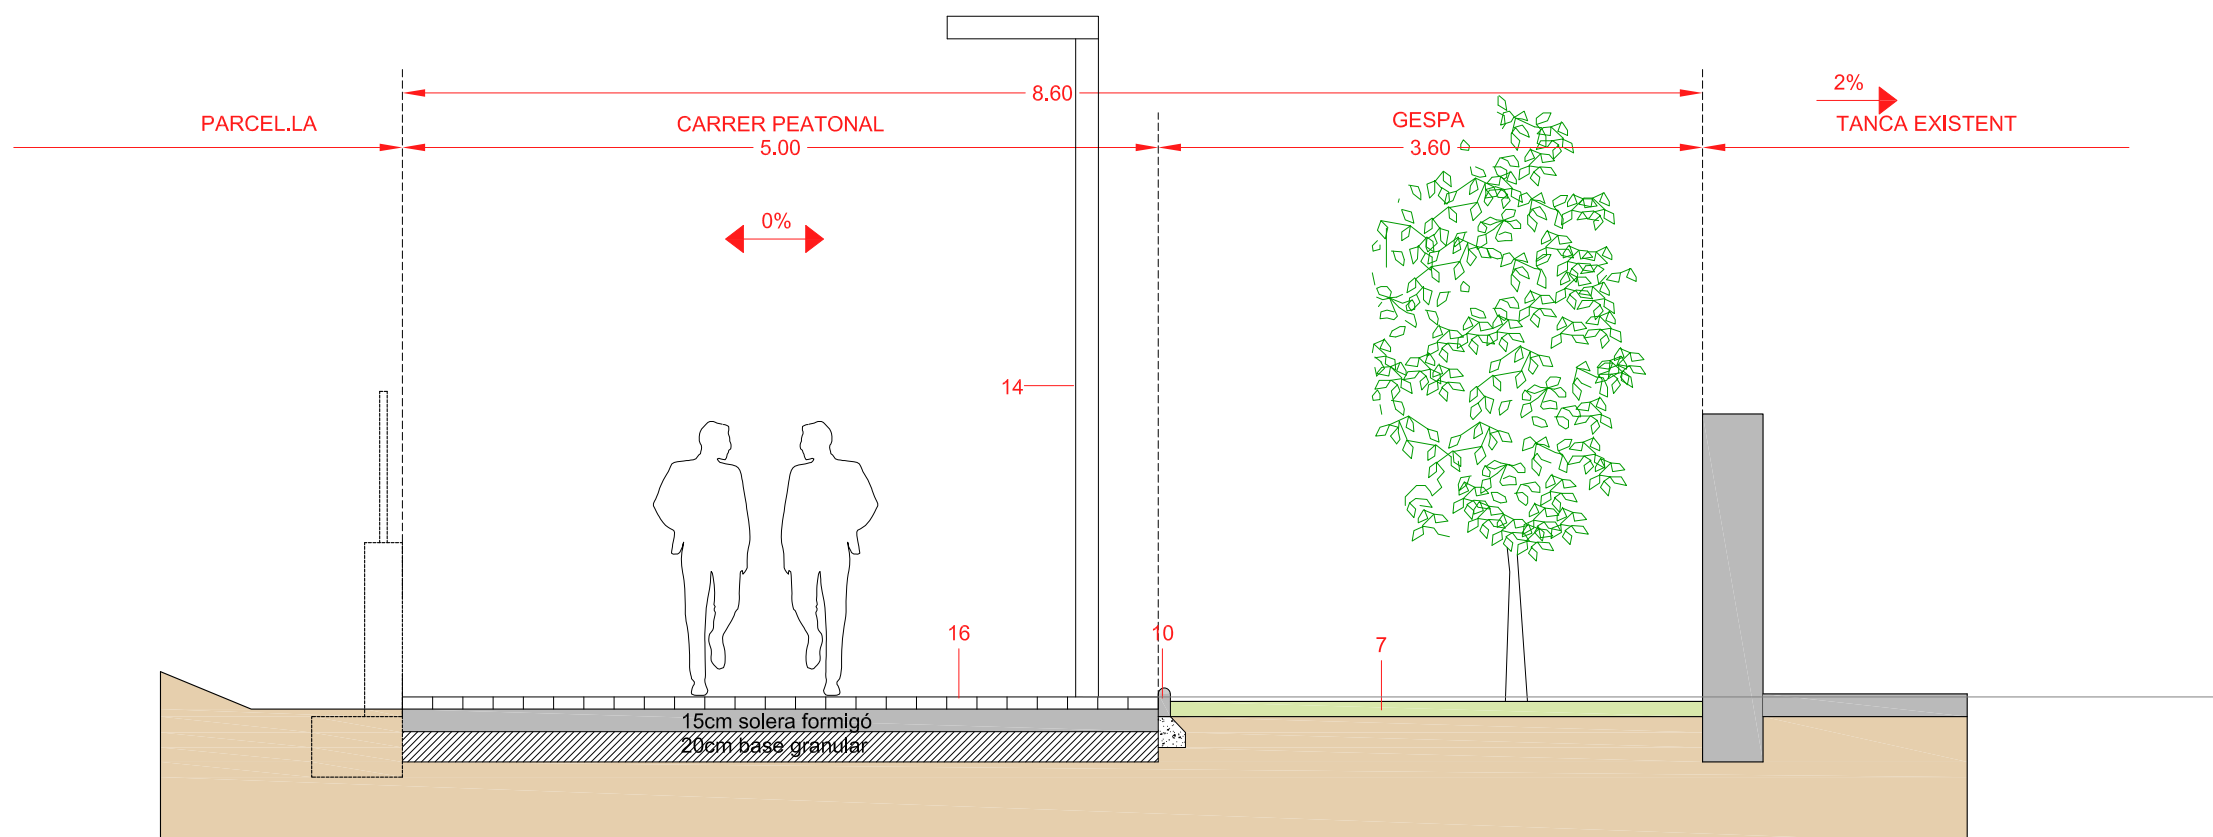 8.60
2%
PARCEL.LA
CARRER PEATONAL
GESPA
TANCA EXISTENT
5.00
3.60
0%
14
16
10
7
15cm solera formigó
20cm base granular